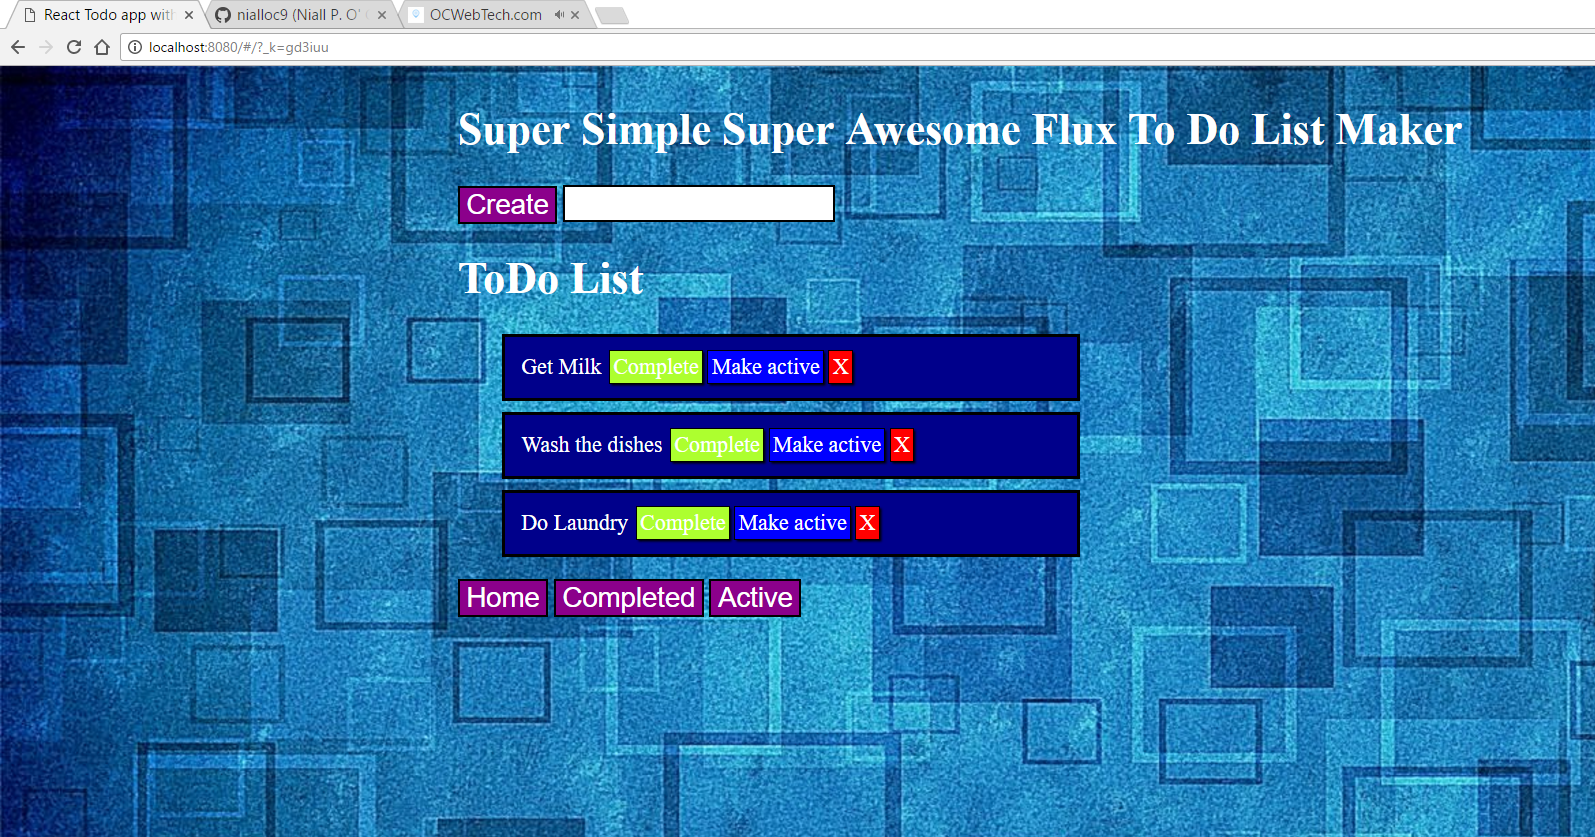 React Todo app with
nialloc9 (Niall P. O'
OCWebTech.com
localhost:8080/#/?_k=gd3iuu
Super Simple Super Awesome Flux To Do List Maker
Create
ToDo List
Get Milk Complete Make active X
Wash the dishes Complete Make active X
Do Laundry Complete Make active X
Home Completed Active